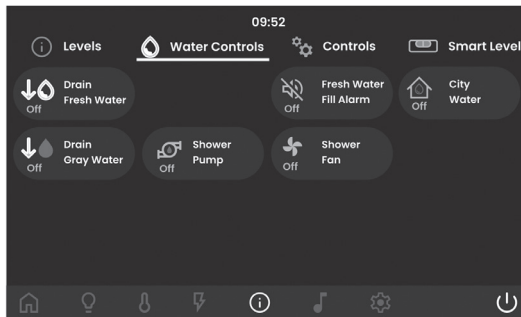 09:52
Levels
Water Controls
Controls
Smart Level
Drain
Fresh Water
Off
Fresh Water
Fill Alarm
Off
City
Water
Off
Drain
Gray Water
Off
Shower
Pump
Off
Shower
Fan
Off